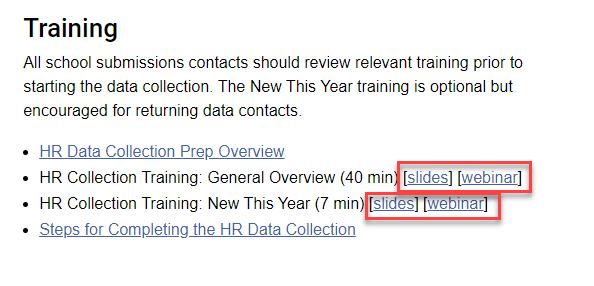 Training
All school submissions contacts should review relevant training prior to
starting the data collection. The New This Year training is optional but
encouraged for returning data contacts.
• HR Data Collection Prep Overview
• HR Collection Training: General Overview (40 min) [slides] [webinar]
• HR Collection Training: New This Year (7 min) [slides] [webinar]
• Steps for Completing the HR Data Collection